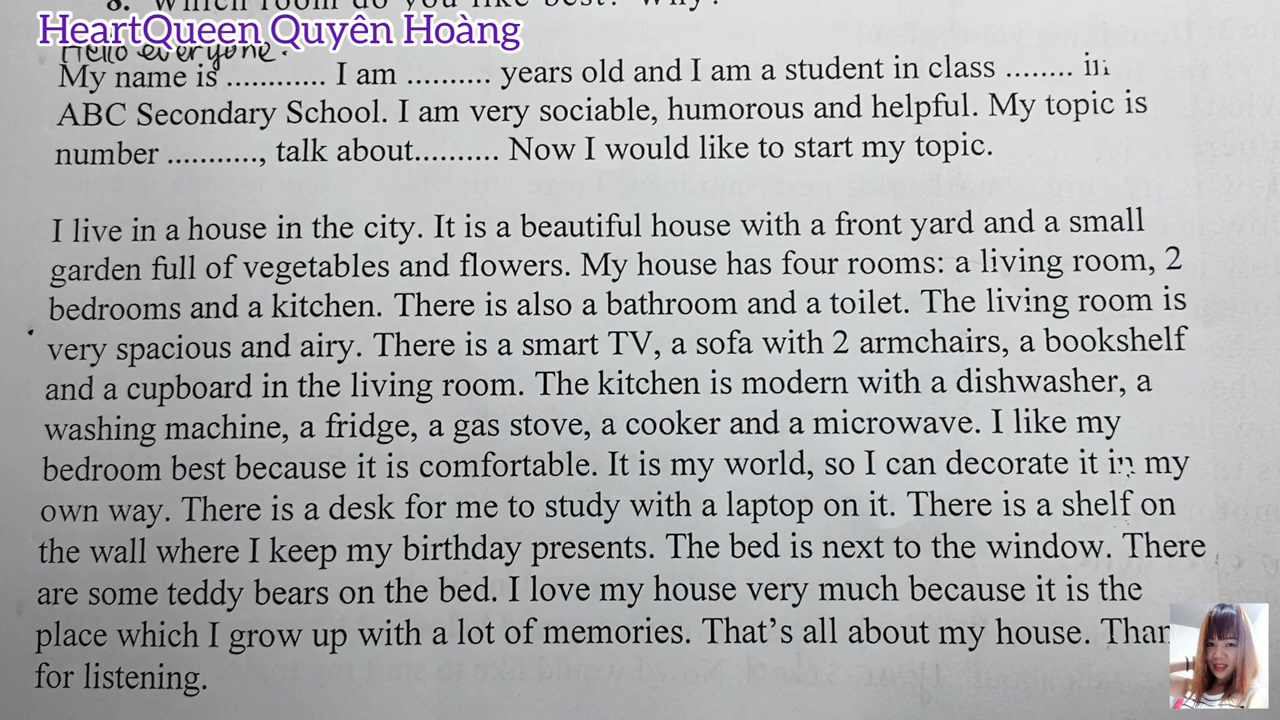 8. Which room do you like best? Why?
HeartQueen Quyên Hoàng
Hello everyone.
My name is ............ I am .......... years old and I am a student in class ........ in
ABC Secondary School. I am very sociable, humorous and helpful. My topic is
number ..........., talk about.......... Now I would like to start my topic.
I live in a house in the city. It is a beautiful house with a front yard and a small
garden full of vegetables and flowers. My house has four rooms: a living room, 2
bedrooms and a kitchen. There is also a bathroom and a toilet. The living room is
very spacious and airy. There is a smart TV, a sofa with 2 armchairs, a bookshelf
and a cupboard in the living room. The kitchen is modern with a dishwasher, a
washing machine, a fridge, a gas stove, a cooker and a microwave. I like my
bedroom best because it is comfortable. It is my world, so I can decorate it in my
own way. There is a desk for me to study with a laptop on it. There is a shelf on
the wall where I keep my birthday presents. The bed is next to the window. There
are some teddy bears on the bed. I love my house very much because it is the
place which I grow up with a lot of memories. That's all about my house. Than
for listening.